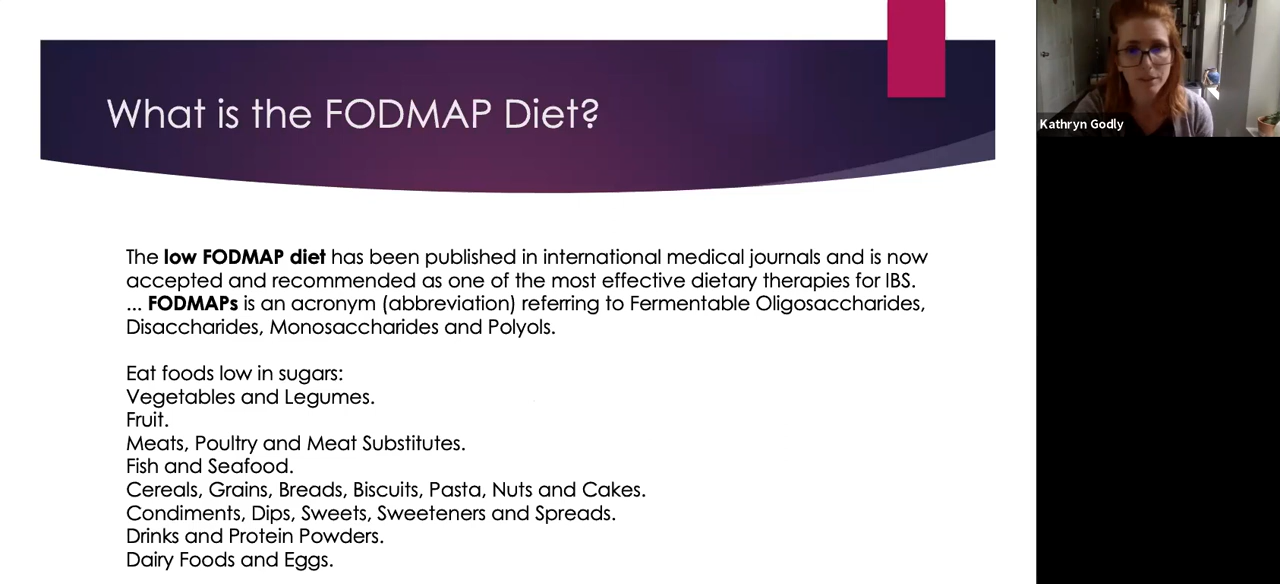 What is the FODMAP Diet?
Kathryn Godly
The low FODMAP diet has been published in international medical journals and is now
accepted and recommended as one of the most effective dietary therapies for IBS.
... FODMAPs is an acronym (abbreviation) referring to Fermentable Oligosaccharides,
Disaccharides, Monosaccharides and Polyols.
Eat foods low in sugars:
Vegetables and Legumes.
Fruit.
Meats, Poultry and Meat Substitutes.
Fish and Seafood.
Cereals, Grains, Breads, Biscuits, Pasta, Nuts and Cakes.
Condiments, Dips, Sweets, Sweeteners and Spreads.
Drinks and Protein Powders.
Dairy Foods and Eggs.